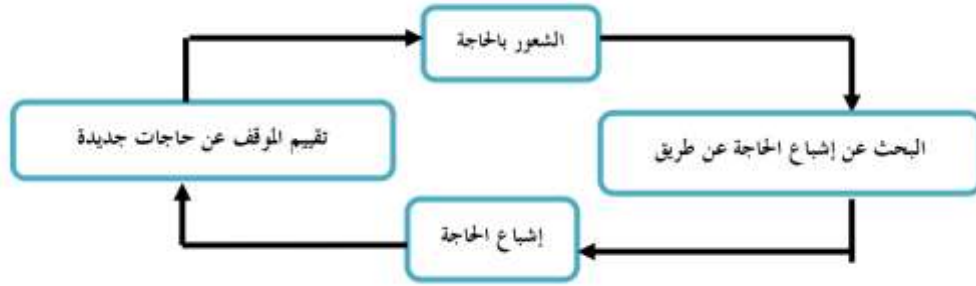 الشعور بالحاجة
البحث عن إشباع الحاجة عن طريق
إشباع الحاجة
تقييم الموقف عن حاجات جديدة